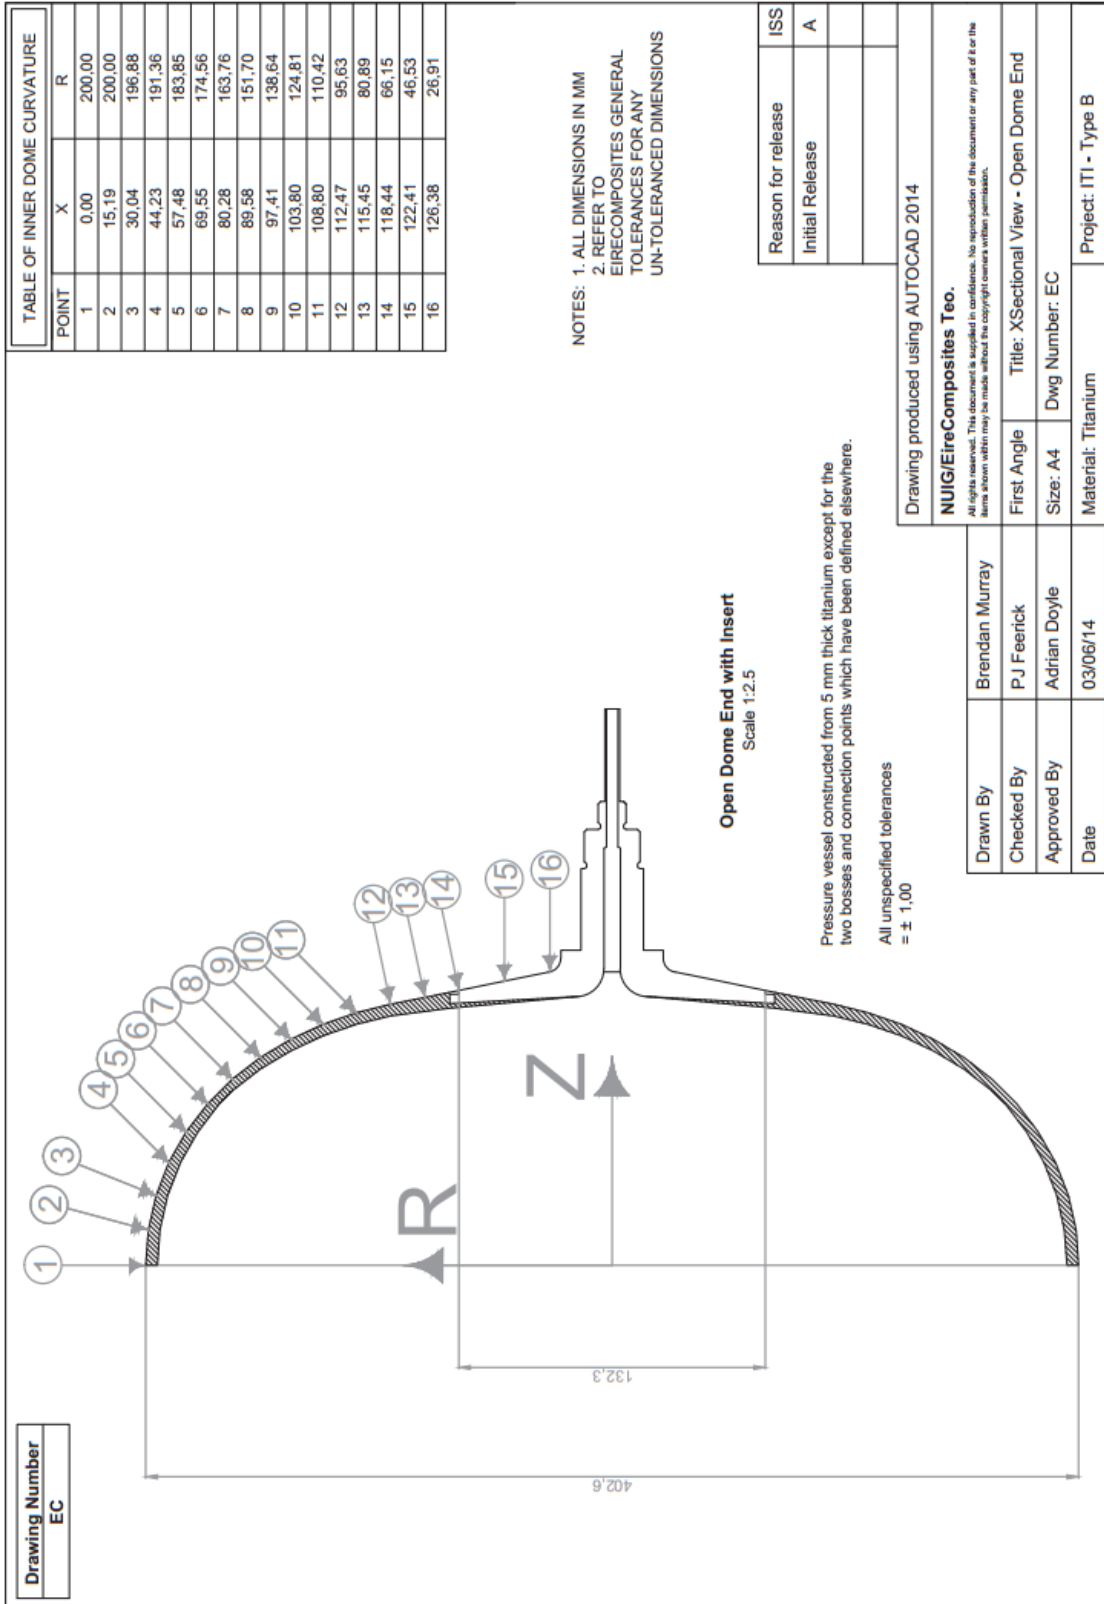 Drawing Number
EC
TABLE OF INNER DOME CURVATURE
POINT X R
1 0,00 200,00
2 15,19 200,00
3 30,04 196,88
4 44,23 191,36
5 57,48 183,85
6 69,55 174,56
7 80,28 163,76
8 89,58 151,70
9 97,41 138,64
10 103,80 124,81
11 108,80 110,42
12 112,47 95,63
13 115,45 80,89
14 118,44 66,15
15 122,41 46,53
16 126,38 26,91
1
2
3
4
5
6
7
8
9
10
11
12
13
14
15
16
R
Z
402,6
132,3
NOTES: 1. ALL DIMENSIONS IN MM
2. REFER TO
EIRECOMPOSITES GENERAL
TOLERANCES FOR ANY
UN-TOLERANCED DIMENSIONS
Open Dome End with Insert
Scale 1:2.5
Pressure vessel constructed from 5 mm thick titanium except for the
two bosses and connection points which have been defined elsewhere.
All unspecified tolerances
= ± 1,00
Reason for release ISS
Initial Release A
Drawing produced using AUTOCAD 2014
NUIG/EireComposites Teo.
All rights reserved. This document is supplied in confidence. No reproduction of the document or any part of it or the
items shown within may be made without the copyright owners written permission.
Drawn By Brendan Murray
Checked By PJ Feerick First Angle Title: XSectional View - Open Dome End
Approved By Adrian Doyle Size: A4 Dwg Number: EC
Date 03/06/14 Material: Titanium Project: ITI - Type B